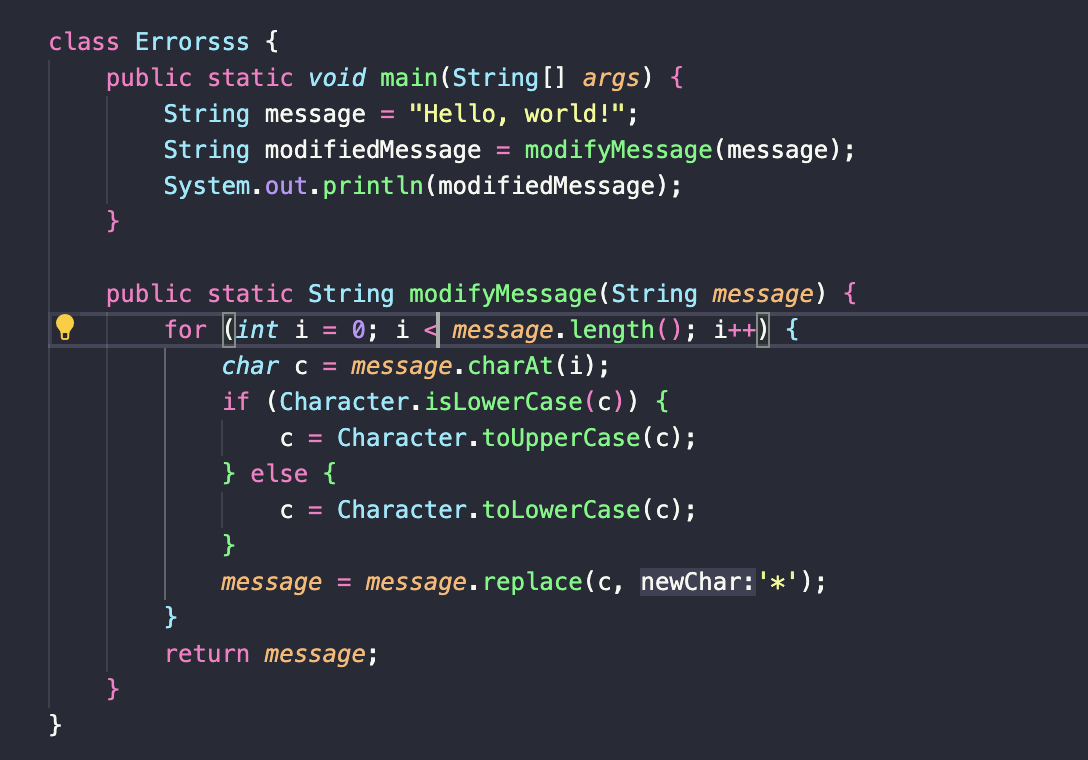 class Errorsss {
    public static void main(String[] args) {
        String message = "Hello, world!";
        String modifiedMessage = modifyMessage(message);
        System.out.println(modifiedMessage);
    }

    public static String modifyMessage(String message) {
        for (int i = 0; i < message.length(); i++) {
            char c = message.charAt(i);
            if (Character.isLowerCase(c)) {
                c = Character.toUpperCase(c);
            } else {
                c = Character.toLowerCase(c);
            }
            message = message.replace(c, newChar:'*');
        }
        return message;
    }
}